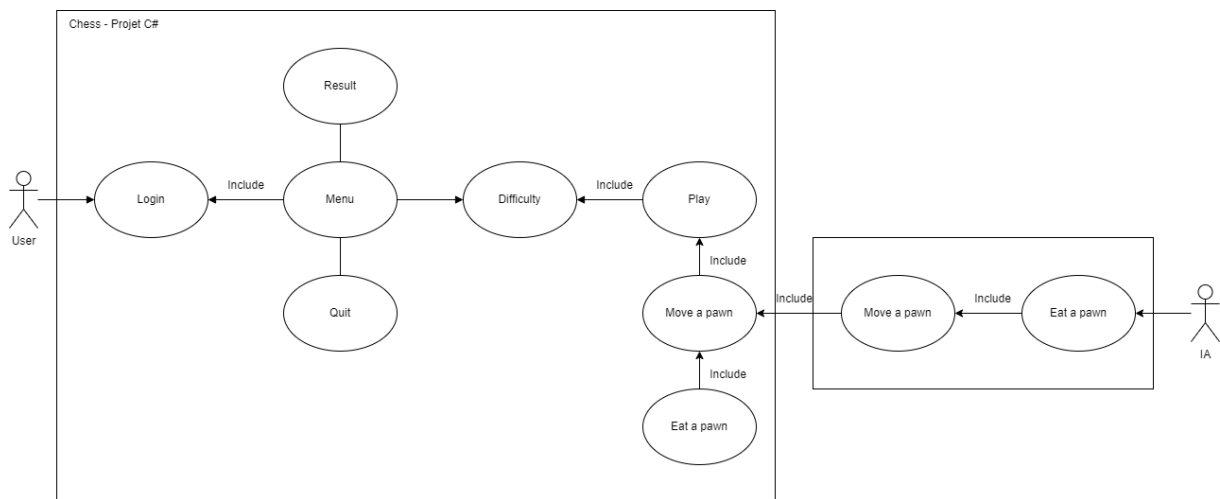 Chess - Projet C#
Result
User
Login
Include
Menu
Difficulty
Include
Play
Include
Quit
Move a pawn
Include
Move a pawn
Include
Eat a pawn
IA
Include
Eat a pawn